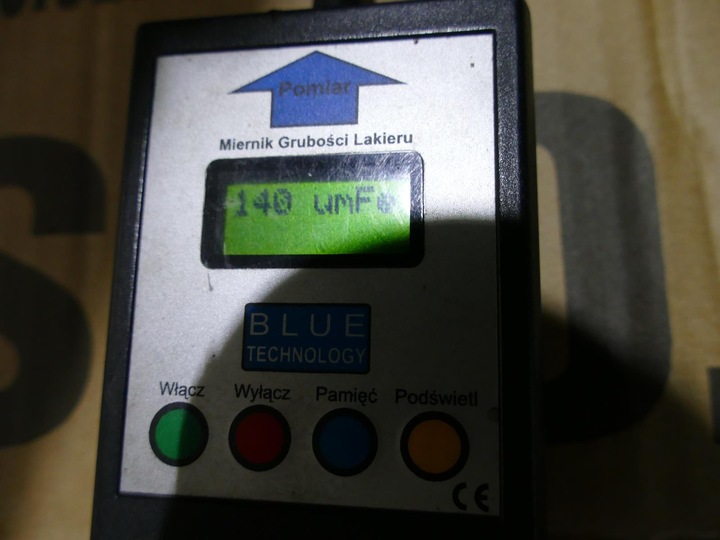 Pomiar
Miernik Grubości Lakieru
140 umFe
BLUE
TECHNOLOGY
Włącz Wyłącz Pamięć Podświetl
CE